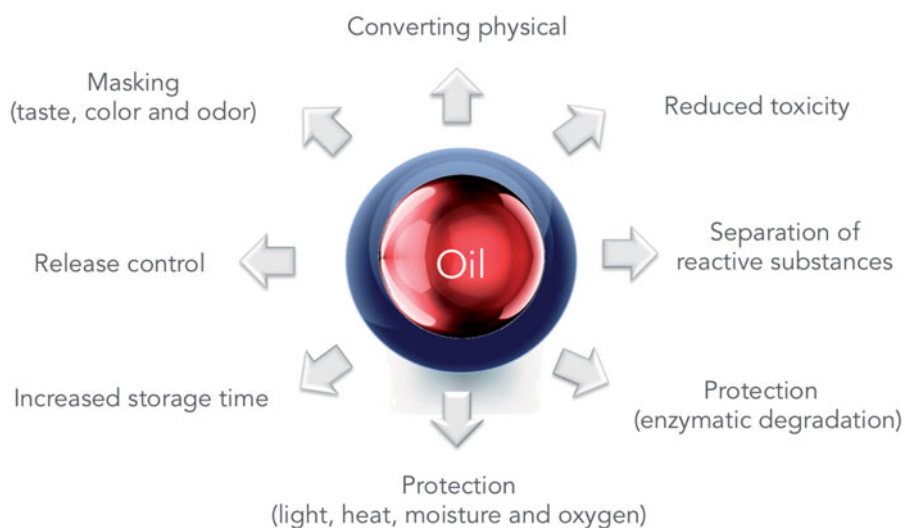 Converting physical
Masking
(taste, color and odor)
Reduced toxicity
Release control
Oil
Separation of
reactive substances
Increased storage time
Protection
(enzymatic degradation)
Protection
(light, heat, moisture and oxygen)